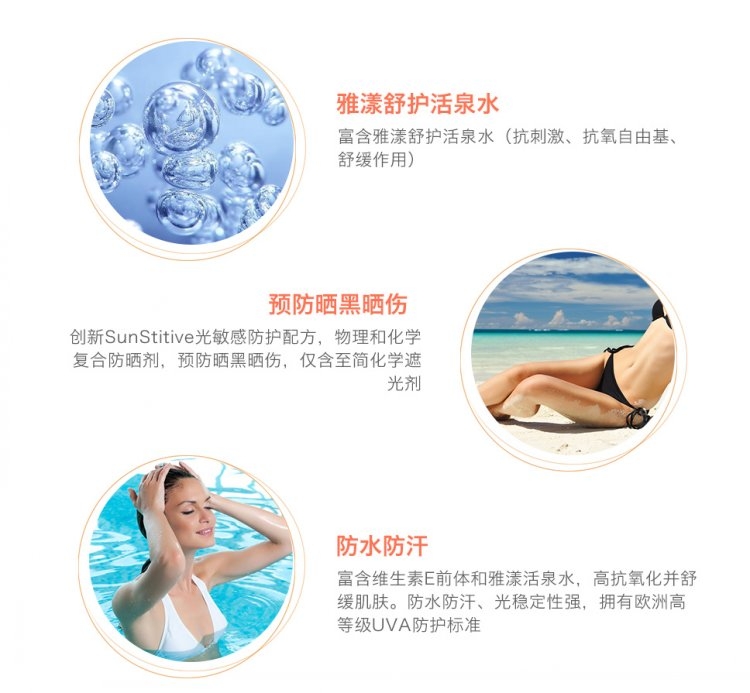 雅漾舒护活泉水
富含雅漾舒护活泉水（抗刺激、抗氧自由基、
舒缓作用）
预防晒黑晒伤
创新SunStitive光敏感防护配方，物理和化学
复合防晒剂，预防晒黑晒伤，仅含至简化学遮
光剂
防水防汗
富含维生素E前体和雅漾活泉水，高抗氧化并舒
缓肌肤。防水防汗、光稳定性强，拥有欧洲高
等级UVA防护标准